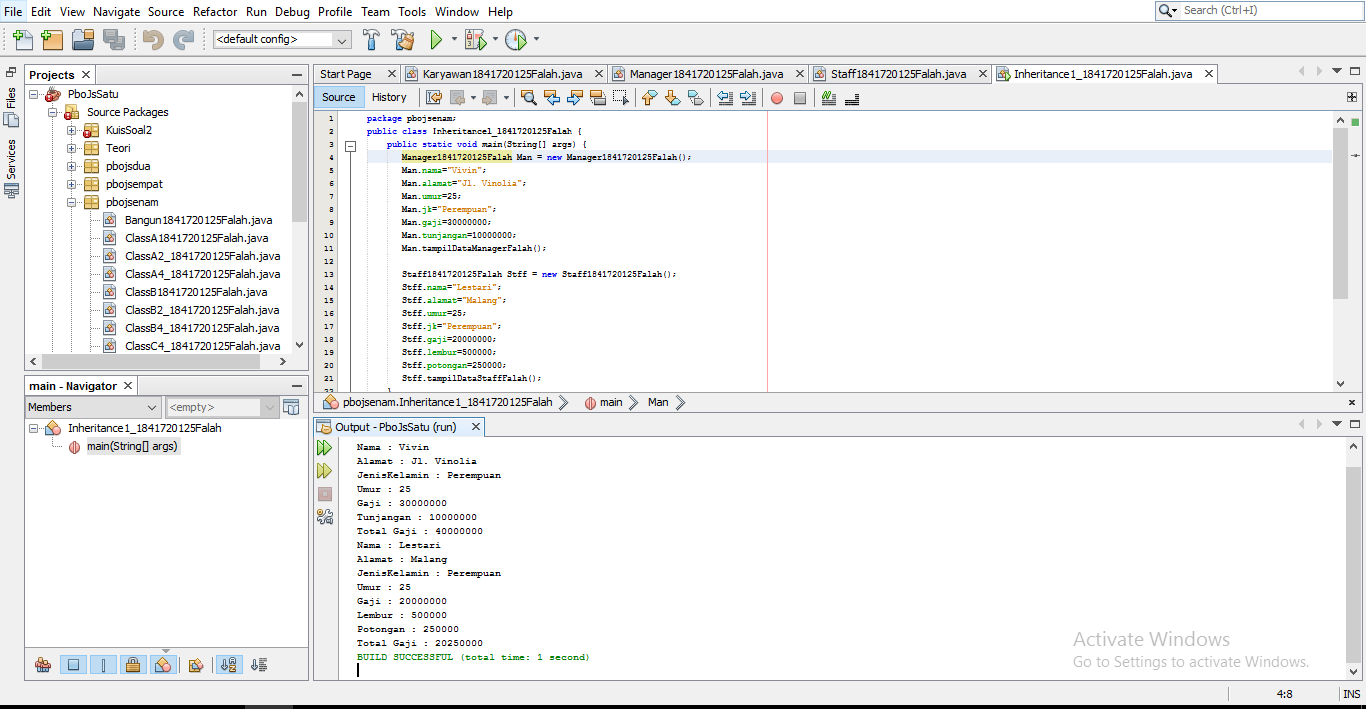 File Edit View Navigate Source Refactor Run Debug Profile Team Tools Window Help
Search (Ctrl+I)
<default config>
Projects
Files
Services
PboJsSatu
Source Packages
KuisSoal2
Teori
pbojsdua
pbojsempat
pbojsenam
Bangun1841720125Falah.java
ClassA1841720125Falah.java
ClassA2_1841720125Falah.java
ClassA4_1841720125Falah.java
ClassB1841720125Falah.java
ClassB2_1841720125Falah.java
ClassB4_1841720125Falah.java
ClassC4_1841720125Falah.java
main - Navigator
Members <empty>
Inheritance1_1841720125Falah
main(String[] args)
Start Page Karyawan1841720125Falah.java Manager1841720125Falah.java Staff1841720125Falah.java Inheritance1_1841720125Falah.java
Source History
1 package pbojsenam;
2 public class Inheritance1_1841720125Falah {
3 public static void main(String[] args) {
4 Manager1841720125Falah Man = new Manager1841720125Falah();
5 Man.nama="Vivin";
6 Man.alamat="Jl. Vinolia";
7 Man.umur=25;
8 Man.jk="Perempuan";
9 Man.gaji=30000000;
10 Man.tunjangan=10000000;
11 Man.tampilDataManagerFalah();
12
13 Staff1841720125Falah Stff = new Staff1841720125Falah();
14 Stff.nama="Lestari";
15 Stff.alamat="Malang";
16 Stff.umur=25;
17 Stff.jk="Perempuan";
18 Stff.gaji=20000000;
19 Stff.lembur=500000;
20 Stff.potongan=250000;
21 Stff.tampilDataStaffFalah();
pbojsenam.Inheritance1_1841720125Falah main Man
Output - PboJsSatu (run)
Nama : Vivin
Alamat : Jl. Vinolia
JenisKelamin : Perempuan
Umur : 25
Gaji : 30000000
Tunjangan : 10000000
Total Gaji : 40000000
Nama : Lestari
Alamat : Malang
JenisKelamin : Perempuan
Umur : 25
Gaji : 20000000
Lembur : 500000
Potongan : 250000
Total Gaji : 20250000
BUILD SUCCESSFUL (total time: 1 second)
Activate Windows
Go to Settings to activate Windows.
4:8 INS